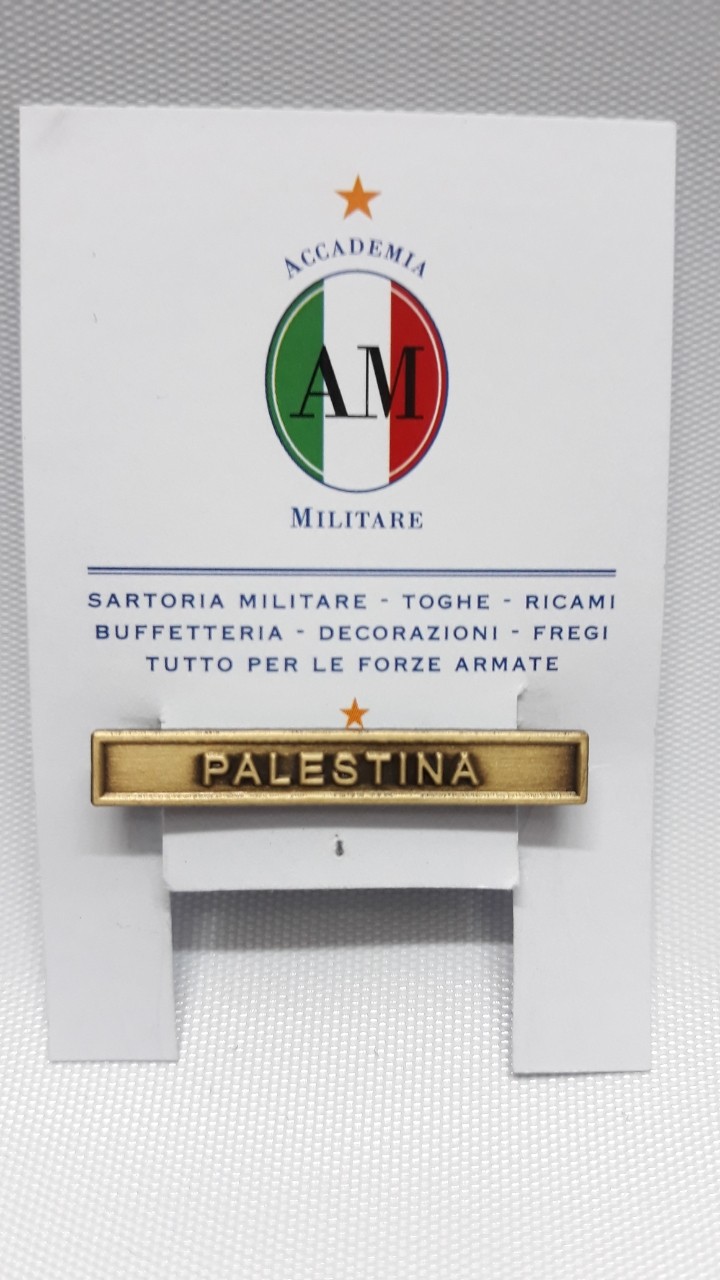 ACCADEMIA
AM
MILITARE
SARTORIA MILITARE - TOGHE - RICAMI
BUFFETTERIA - DECORAZIONI - FREGI
TUTTO PER LE FORZE ARMATE
PALESTINA